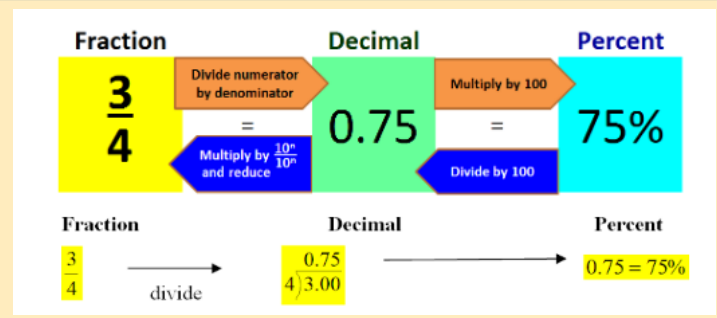 Fraction Decimal Percent
3/4
Divide numerator
by denominator
=
Multiply by 10ⁿ/10ⁿ
and reduce
0.75
Multiply by 100
=
Divide by 100
75%
Fraction Decimal Percent
3/4
divide
0.75
4)3.00
0.75 = 75%